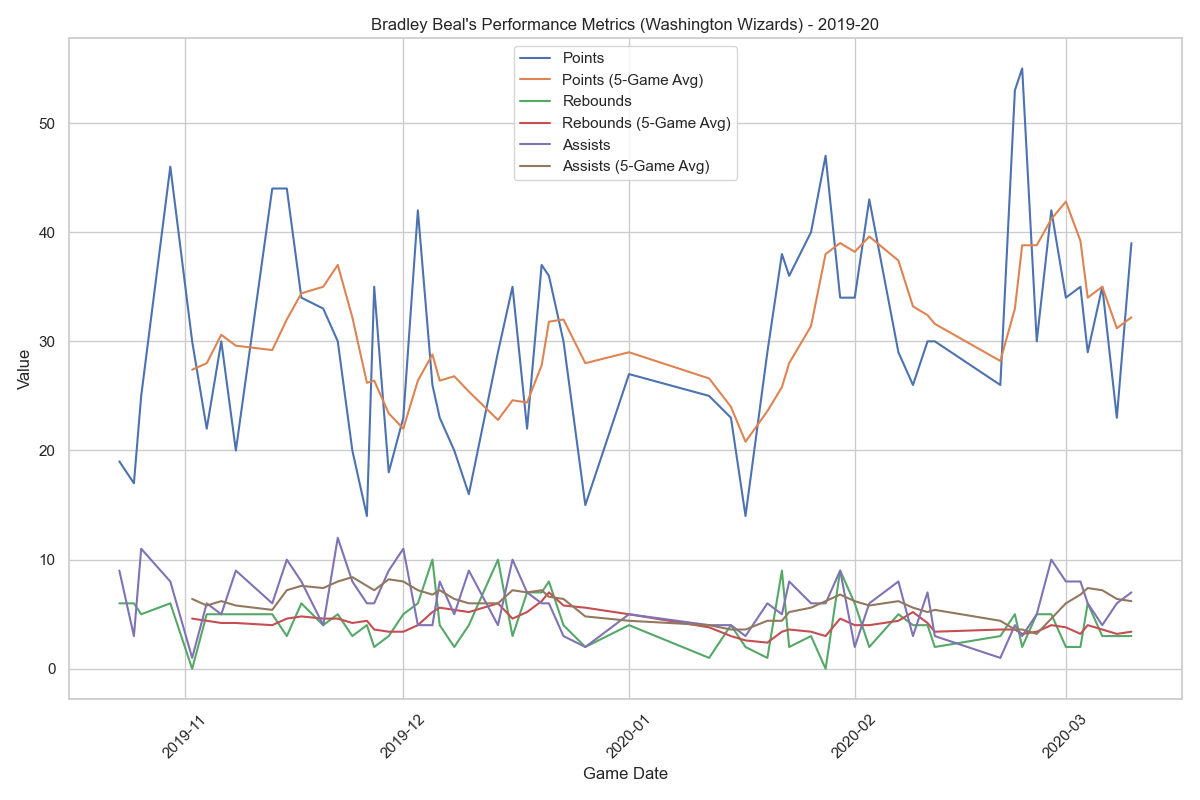 Bradley Beal's Performance Metrics (Washington Wizards) - 2019-20
Points
Points (5-Game Avg)
Rebounds
Rebounds (5-Game Avg)
Assists
Assists (5-Game Avg)
Value
50
40
30
20
10
0
2019-11
2019-12
2020-01
2020-02
2020-03
Game Date